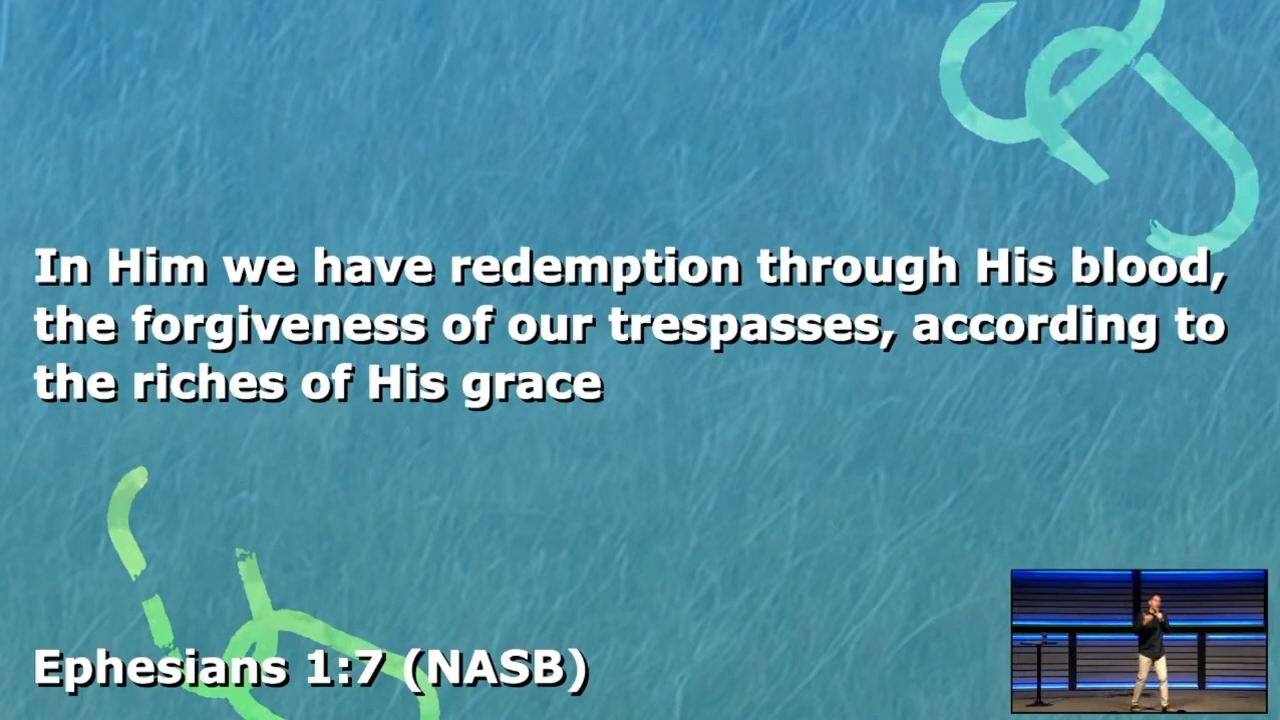 In Him we have redemption through His blood,
the forgiveness of our trespasses, according to
the riches of His grace
Ephesians 1:7 (NASB)